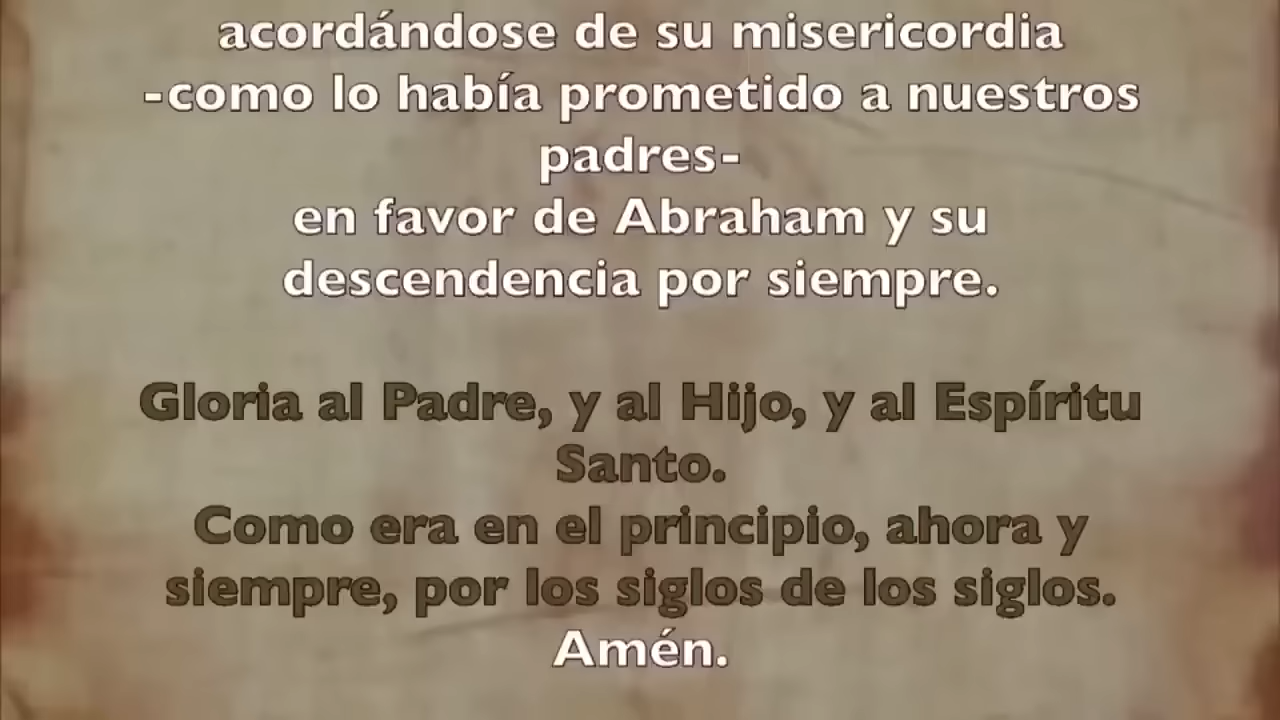 acordándose de su misericordia
-como lo había prometido a nuestros
padres-
en favor de Abraham y su
descendencia por siempre.
Gloria al Padre, y al Hijo, y al Espíritu
Santo.
Como era en el principio, ahora y
siempre, por los siglos de los siglos.
Amén.